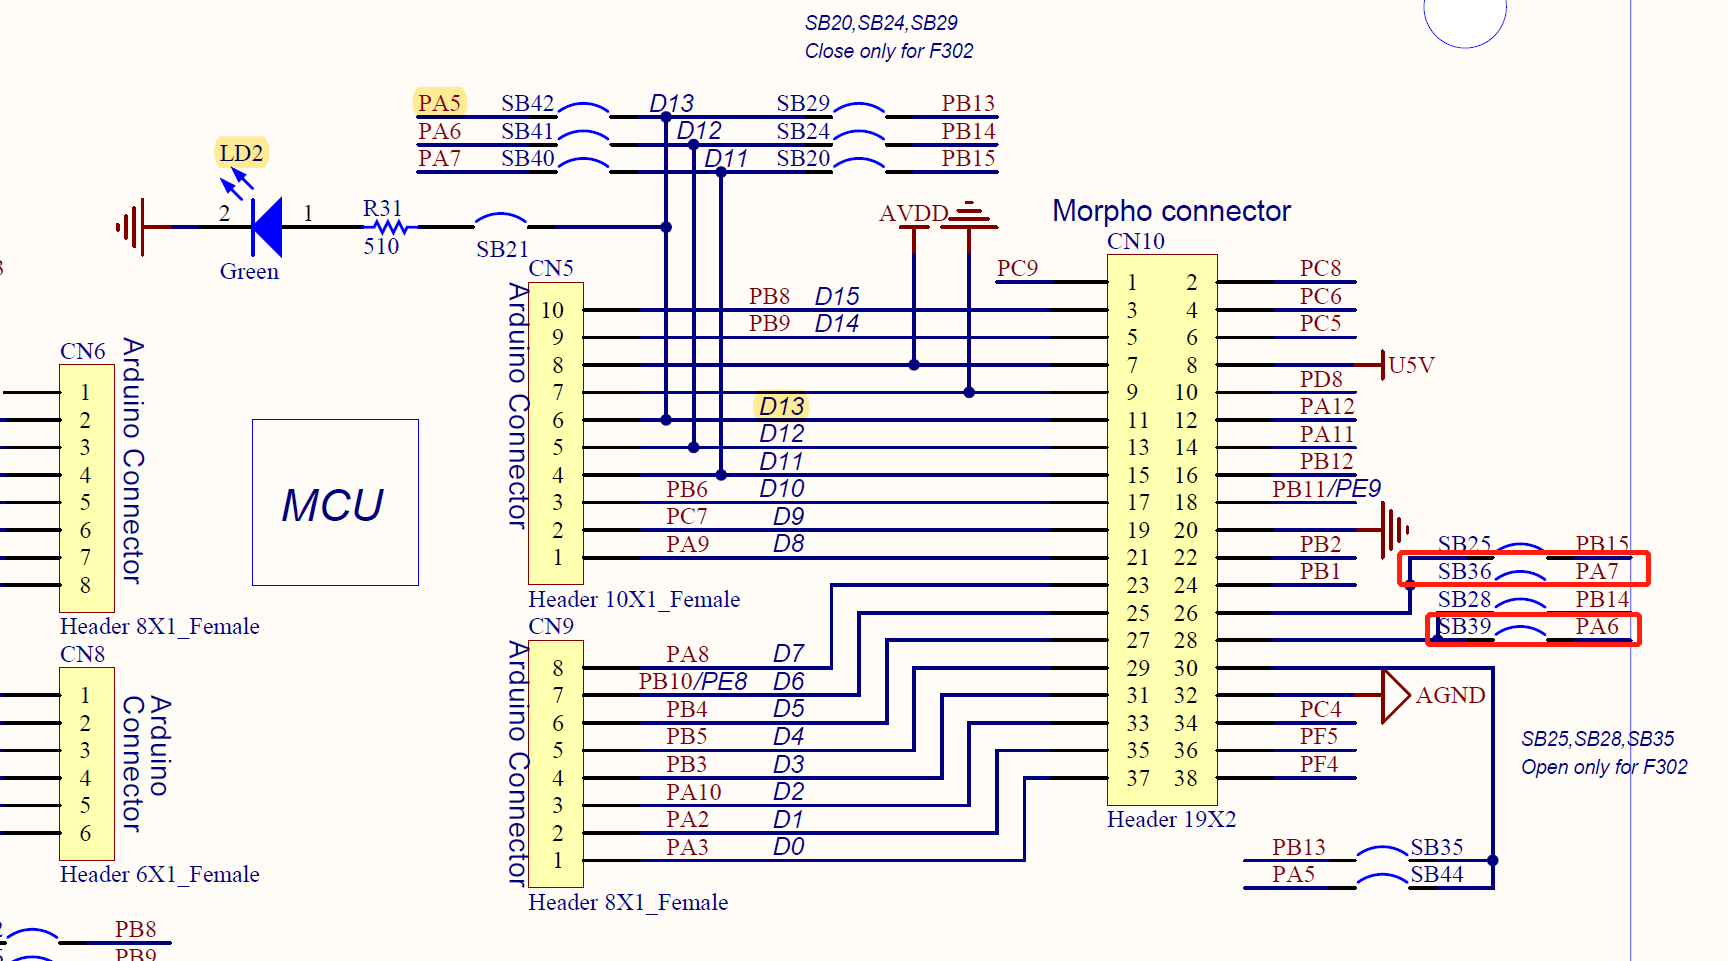 SB20,SB24,SB29
Close only for F302
PA5 SB42 D13 SB29 PB13
PA6 SB41 D12 SB24 PB14
PA7 SB40 D11 SB20 PB15
LD2
2 1 R31
510
SB21
Green
AVDD
Morpho connector
CN10
CN5
Arduino Connector
10 PB8 D15
9 PB9 D14
8
7
6 D13
5 D12
4 D11
3 PB6 D10
2 PC7 D9
1 PA9 D8
Header 10X1_Female
PC9 1 2 PC8
3 4 PC6
5 6 PC5
7 8 U5V
9 10 PD8
11 12 PA12
13 14 PA11
15 16 PB12
17 18 PB11/PE9
19 20
21 22 PB2
23 24 PB1
25 26
27 28
29 30
31 32 AGND
33 34 PC4
35 36 PF5
37 38 PF4
Header 19X2
SB25 PB15
SB36 PA7
SB28 PB14
SB39 PA6
SB25,SB28,SB35
Open only for F302
PB13 SB35
PA5 SB44
CN6
Arduino Connector
1
2
3
4
5
6
7
8
Header 8X1_Female
MCU
CN8
Arduino
Connector
1
2
3
4
5
6
Header 6X1_Female
CN9
Arduino Connector
8 PA8 D7
7 PB10/PE8 D6
6 PB4 D5
5 PB5 D4
4 PB3 D3
3 PA10 D2
2 PA2 D1
1 PA3 D0
Header 8X1_Female
PB8
PB9